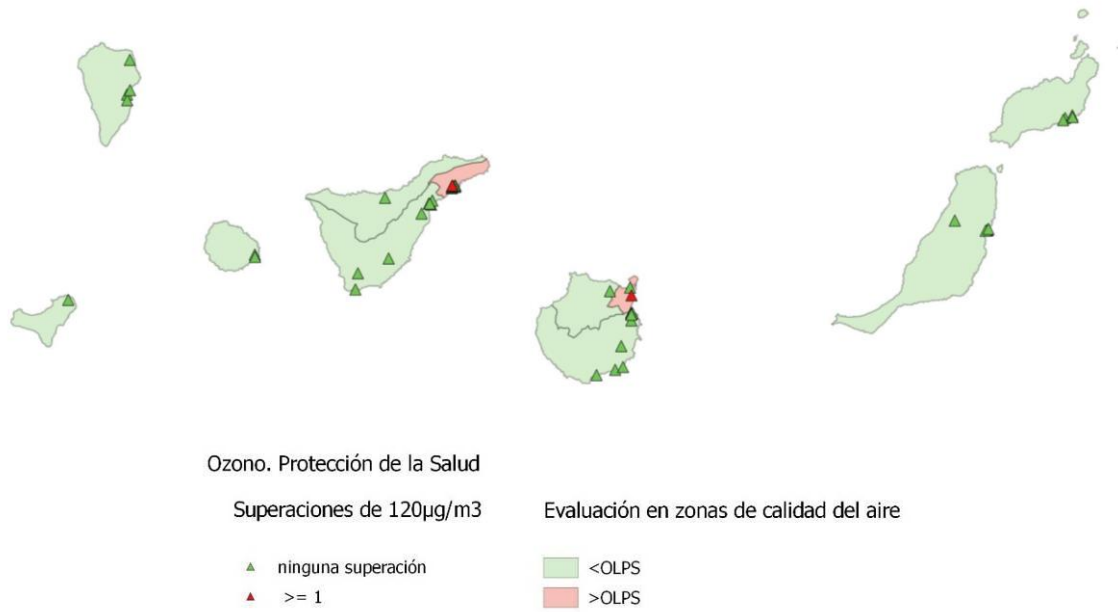 Ozono. Protección de la Salud
Superaciones de 120µg/m3
Evaluación en zonas de calidad del aire
ninguna superación
<OLPS
>= 1
>OLPS